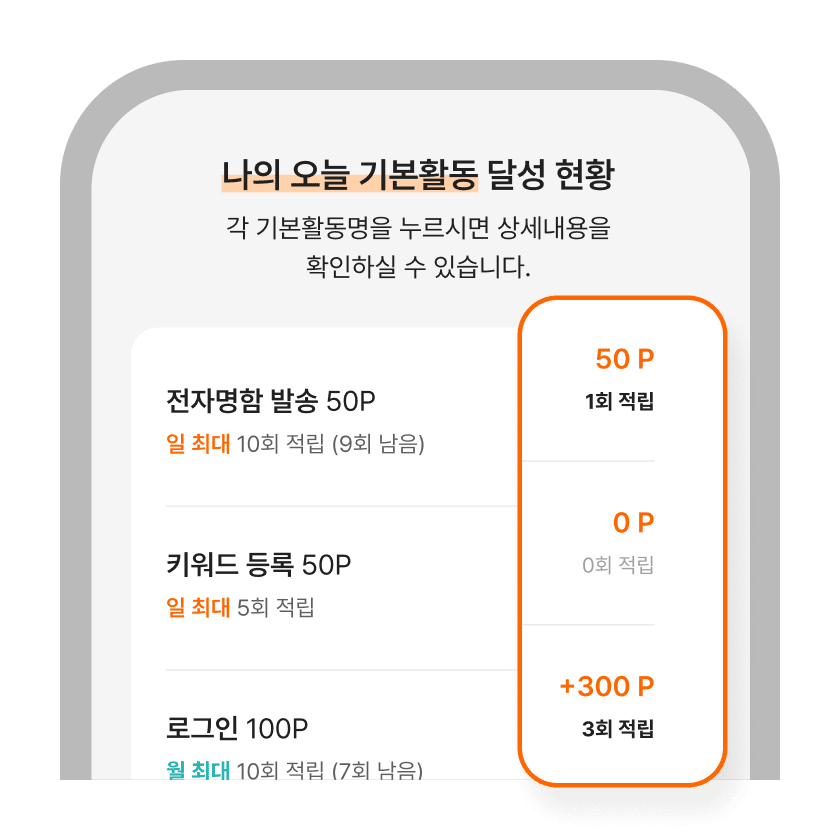 나의 오늘 기본활동 달성 현황
각 기본활동명을 누르시면 상세내용을
확인하실 수 있습니다.
전자명함 발송 50P
일 최대 10회 적립 (9회 남음)
50 P
1회 적립
키워드 등록 50P
일 최대 5회 적립
0 P
0회 적립
로그인 100P
월 최대 10회 적립 (7회 남음)
+300 P
3회 적립